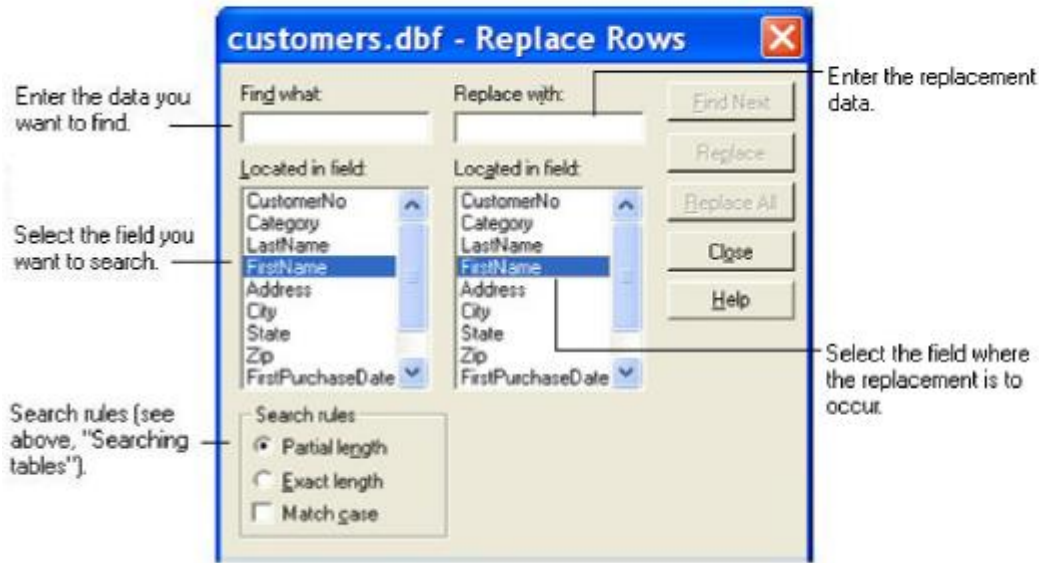 customers.dbf - Replace Rows
Enter the data you
want to find.
Find what:
Replace with:
Find Next
Enter the replacement
data.
Replace
Located in field:
Located in field:
Replace All
CustomerNo
Category
LastName
FirstName
Address
City
State
Zip
FirstPurchaseDate
CustomerNo
Category
LastName
FirstName
Address
City
State
Zip
FirstPurchaseDate
Close
Help
Select the field you
want to search.
Select the field where
the replacement is to
occur.
Search rules (see
above, "Searching
tables").
Search rules
Partial length
Exact length
Match case